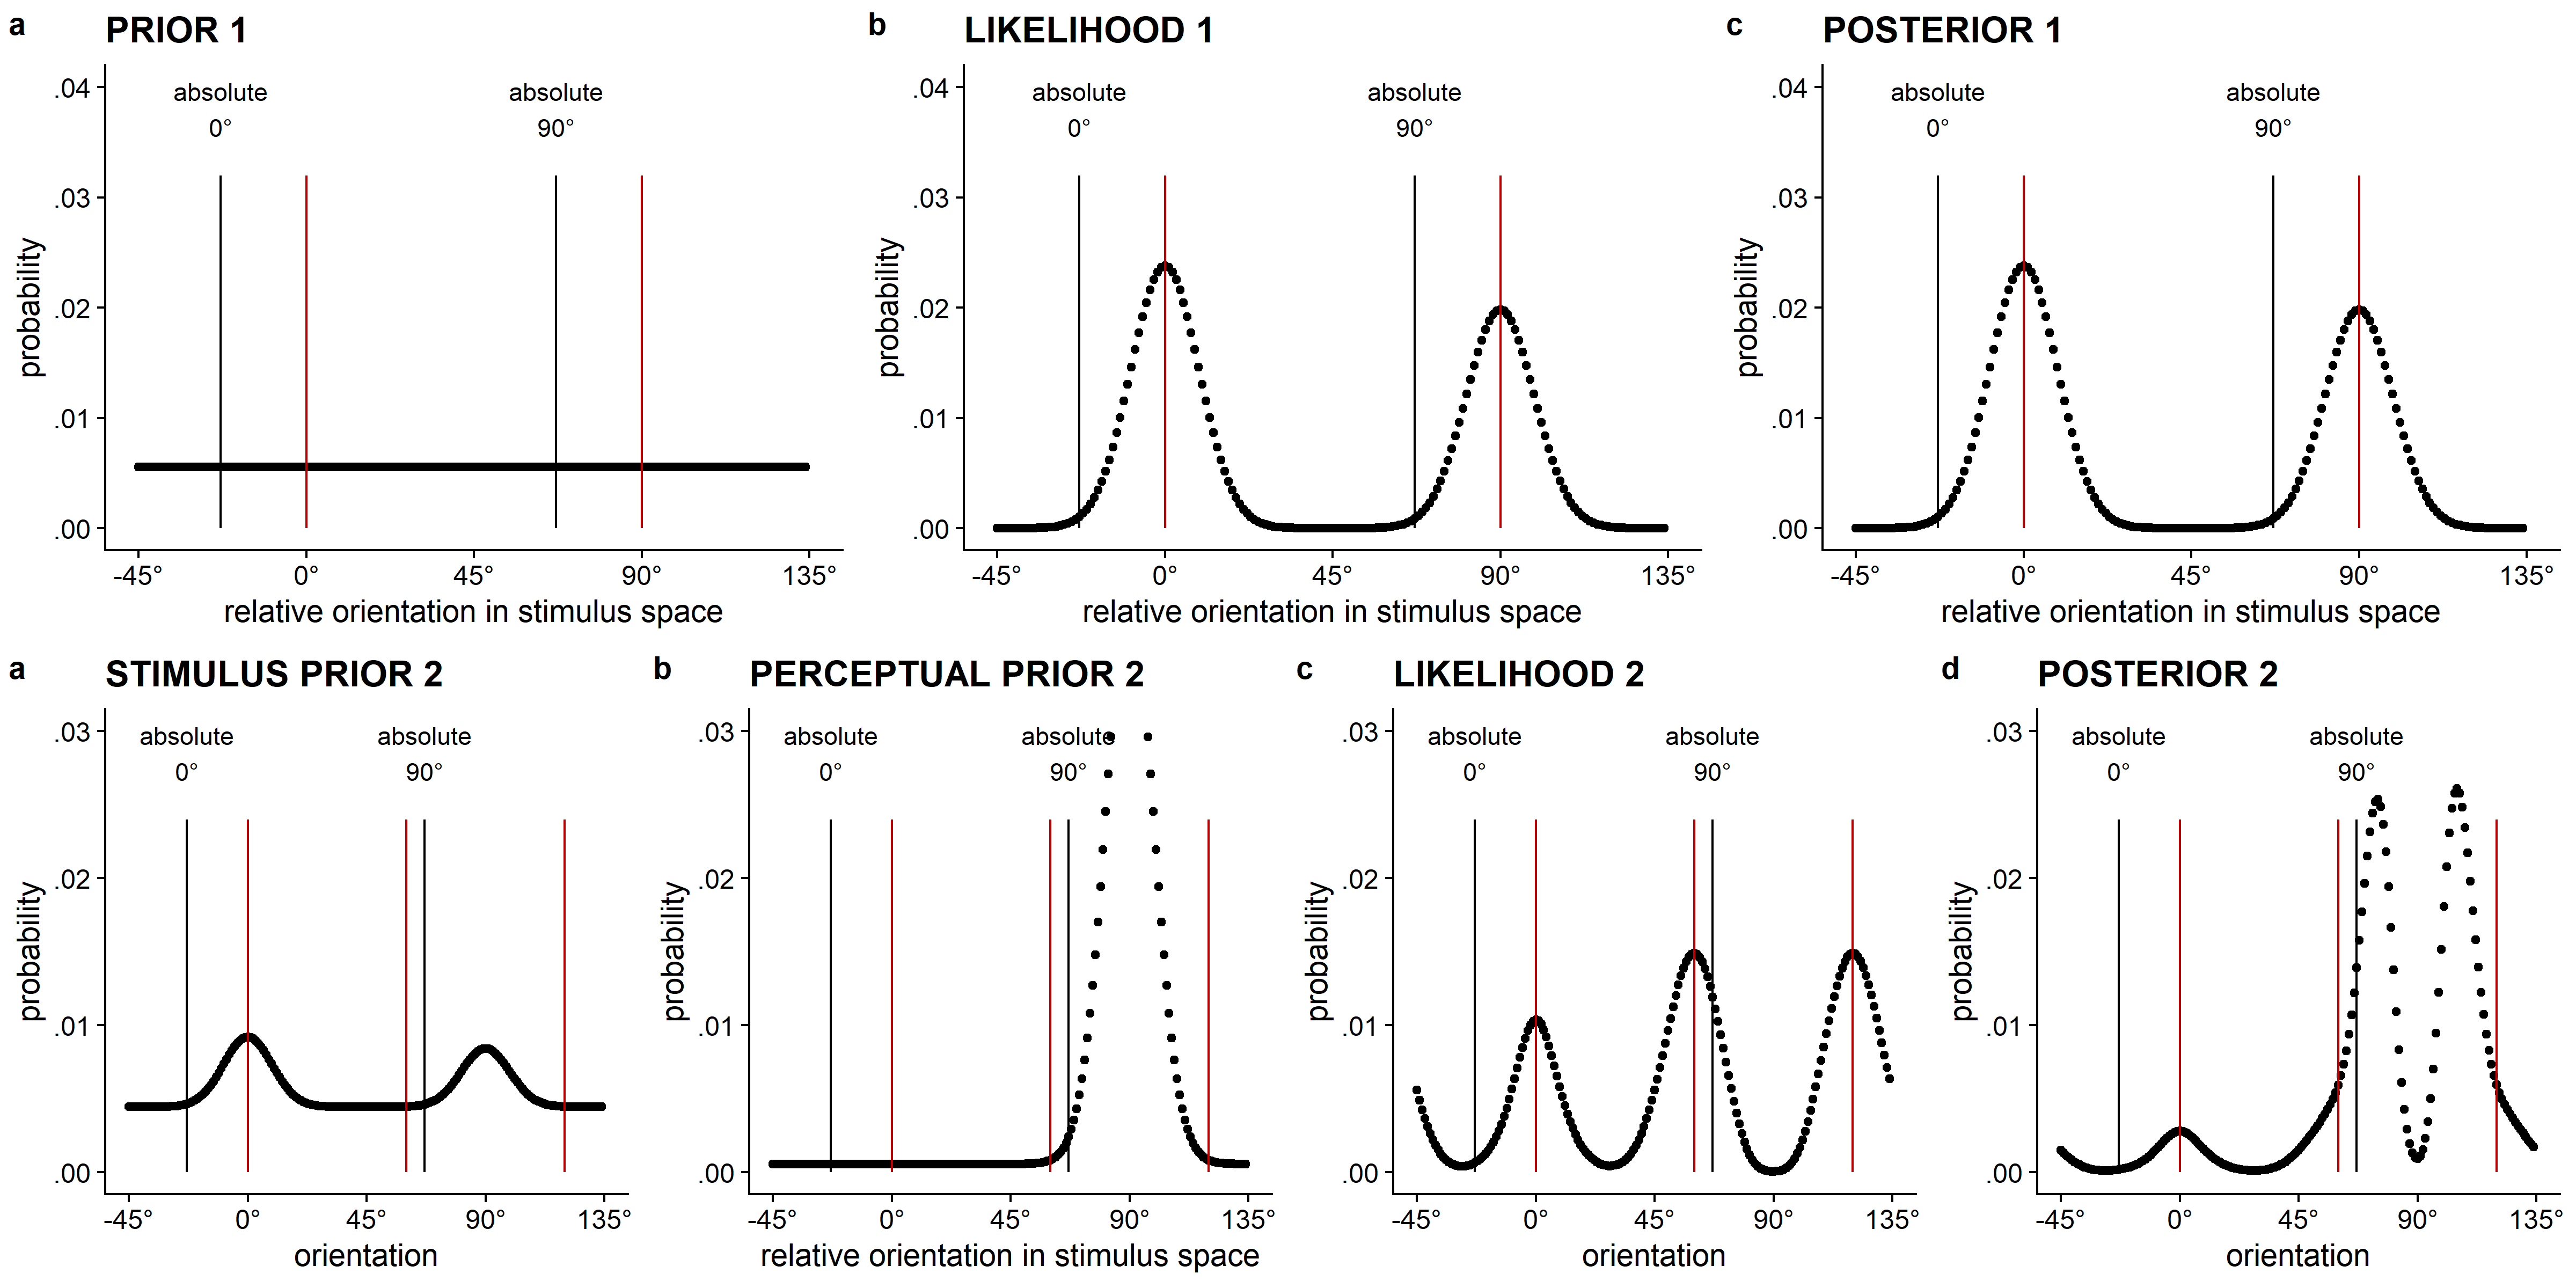 a PRIOR 1
absolute 0°
absolute 90°
.04
.03
.02
.01
.00
probability
-45° 0° 45° 90° 135°
relative orientation in stimulus space
b LIKELIHOOD 1
absolute 0°
absolute 90°
.04
.03
.02
.01
.00
probability
-45° 0° 45° 90° 135°
relative orientation in stimulus space
c POSTERIOR 1
absolute 0°
absolute 90°
.04
.03
.02
.01
.00
probability
-45° 0° 45° 90° 135°
relative orientation in stimulus space
a STIMULUS PRIOR 2
absolute 0°
absolute 90°
.03
.02
.01
.00
probability
-45° 0° 45° 90° 135°
orientation
b PERCEPTUAL PRIOR 2
absolute 0°
absolute 90°
.03
.02
.01
.00
probability
-45° 0° 45° 90° 135°
relative orientation in stimulus space
c LIKELIHOOD 2
absolute 0°
absolute 90°
.03
.02
.01
.00
probability
-45° 0° 45° 90° 135°
orientation
d POSTERIOR 2
absolute 0°
absolute 90°
.03
.02
.01
.00
probability
-45° 0° 45° 90° 135°
orientation